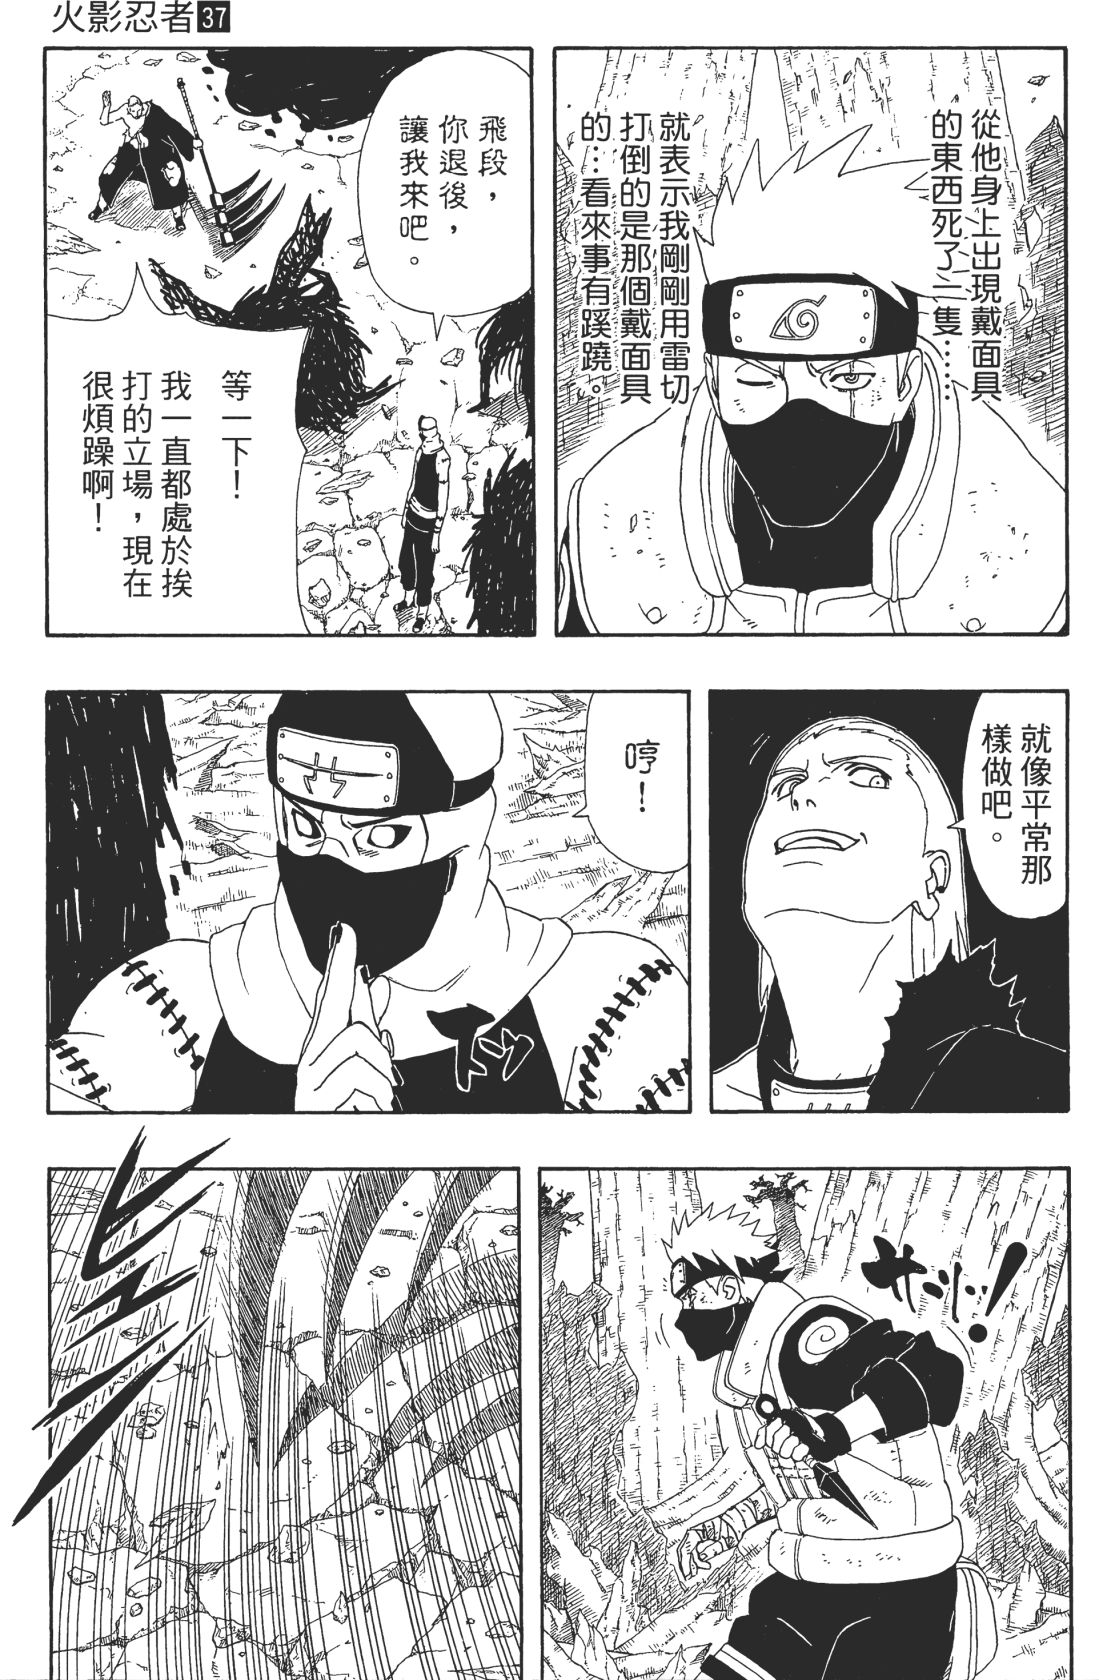 火影忍者37
從他身上出現戴面具
的東西死了一隻……
就表示我剛剛用雷切
打倒的是那個戴面具
的…看來事有蹊蹺。
飛段，
你退後，
讓我來吧。
等一下！
我一直都處於挨
打的立場，現在
很煩躁啊！
就像平常那
樣做吧。
哼！
ズッ
サッ！